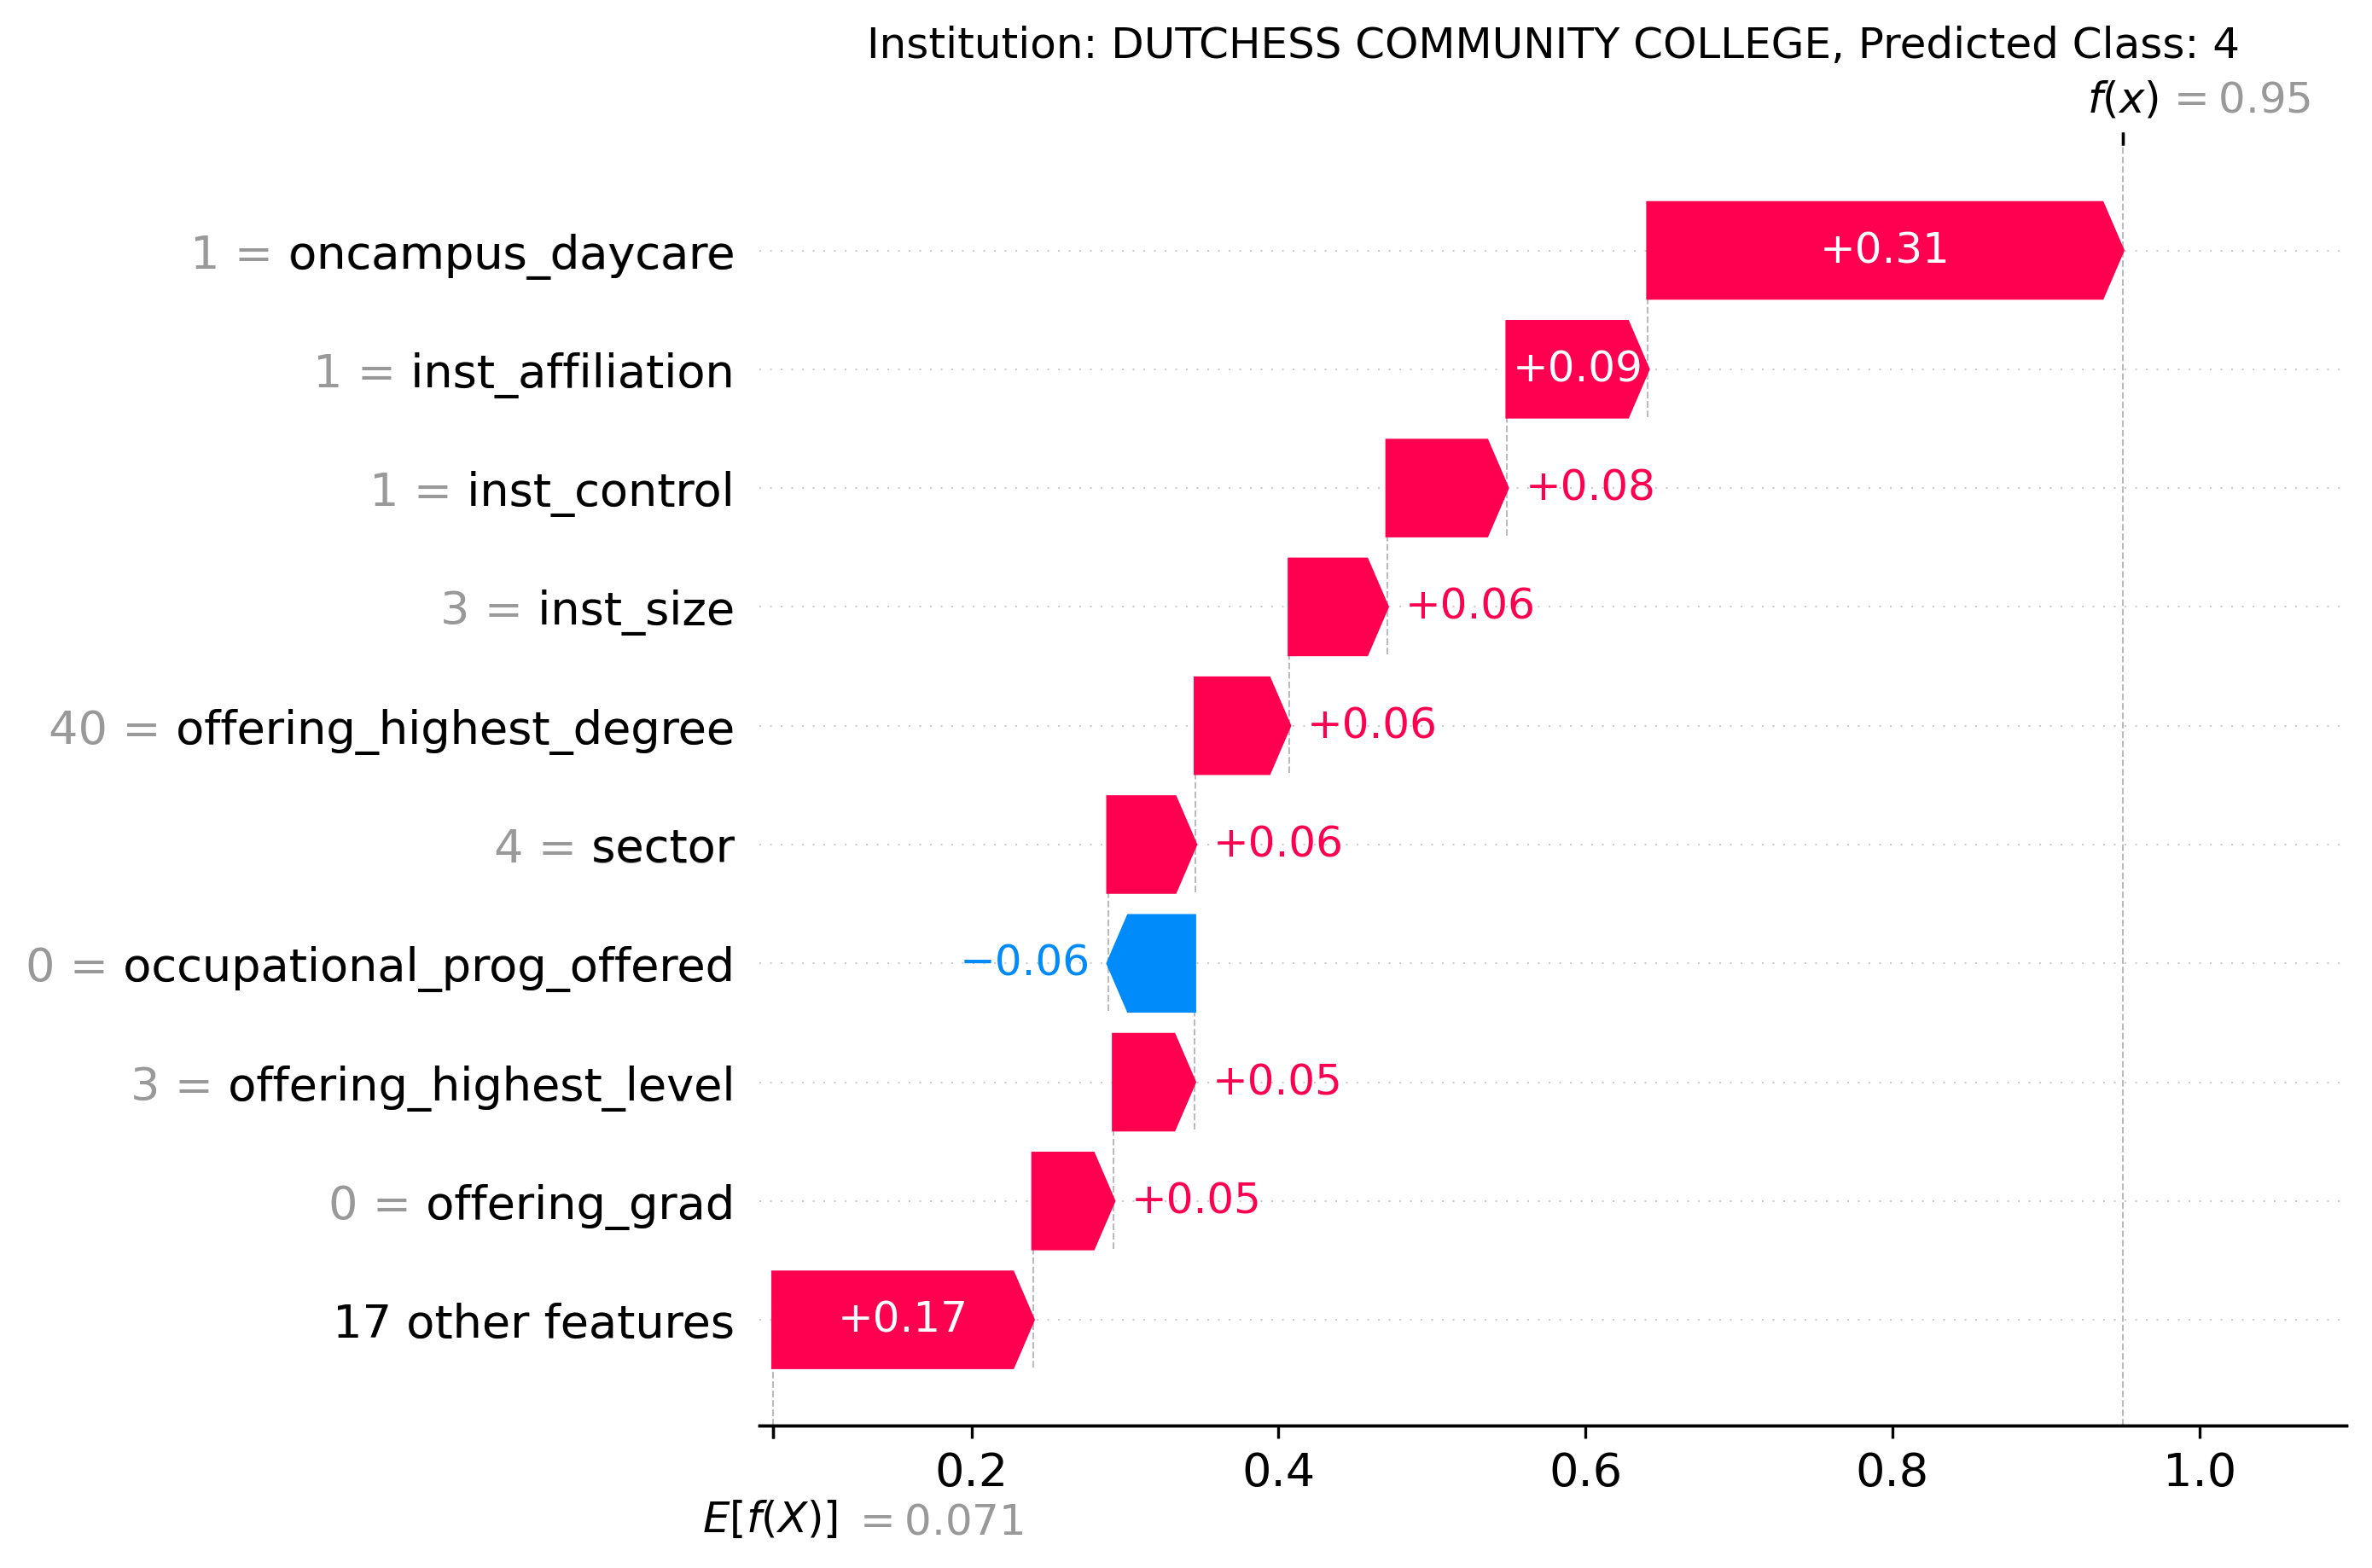 Institution: DUTCHESS COMMUNITY COLLEGE, Predicted Class: 4
f(x) = 0.95
1 = oncampus_daycare +0.31
1 = inst_affiliation +0.09
1 = inst_control +0.08
3 = inst_size +0.06
40 = offering_highest_degree +0.06
4 = sector +0.06
0 = occupational_prog_offered −0.06
3 = offering_highest_level +0.05
0 = offering_grad +0.05
17 other features +0.17
0.2 0.4 0.6 0.8 1.0
E[f(X)] = 0.071